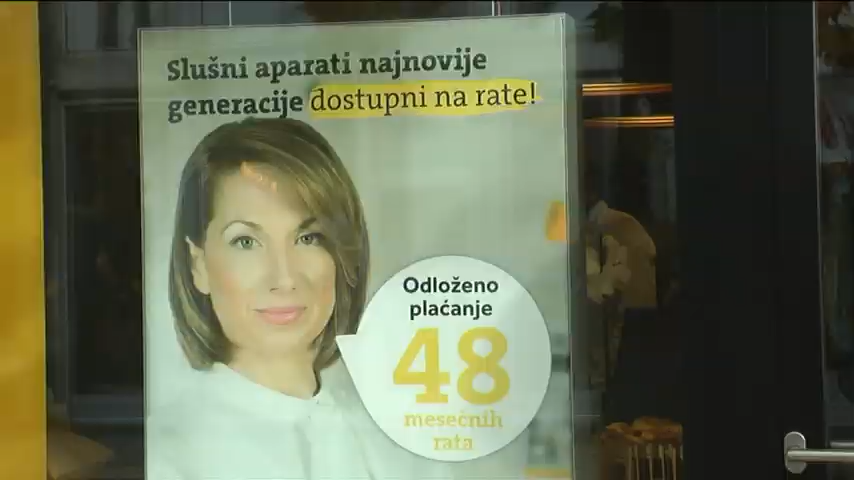 Slušni aparati najnovije
generacije dostupni na rate!
Odloženo
plaćanje
48
mesečnih
rata